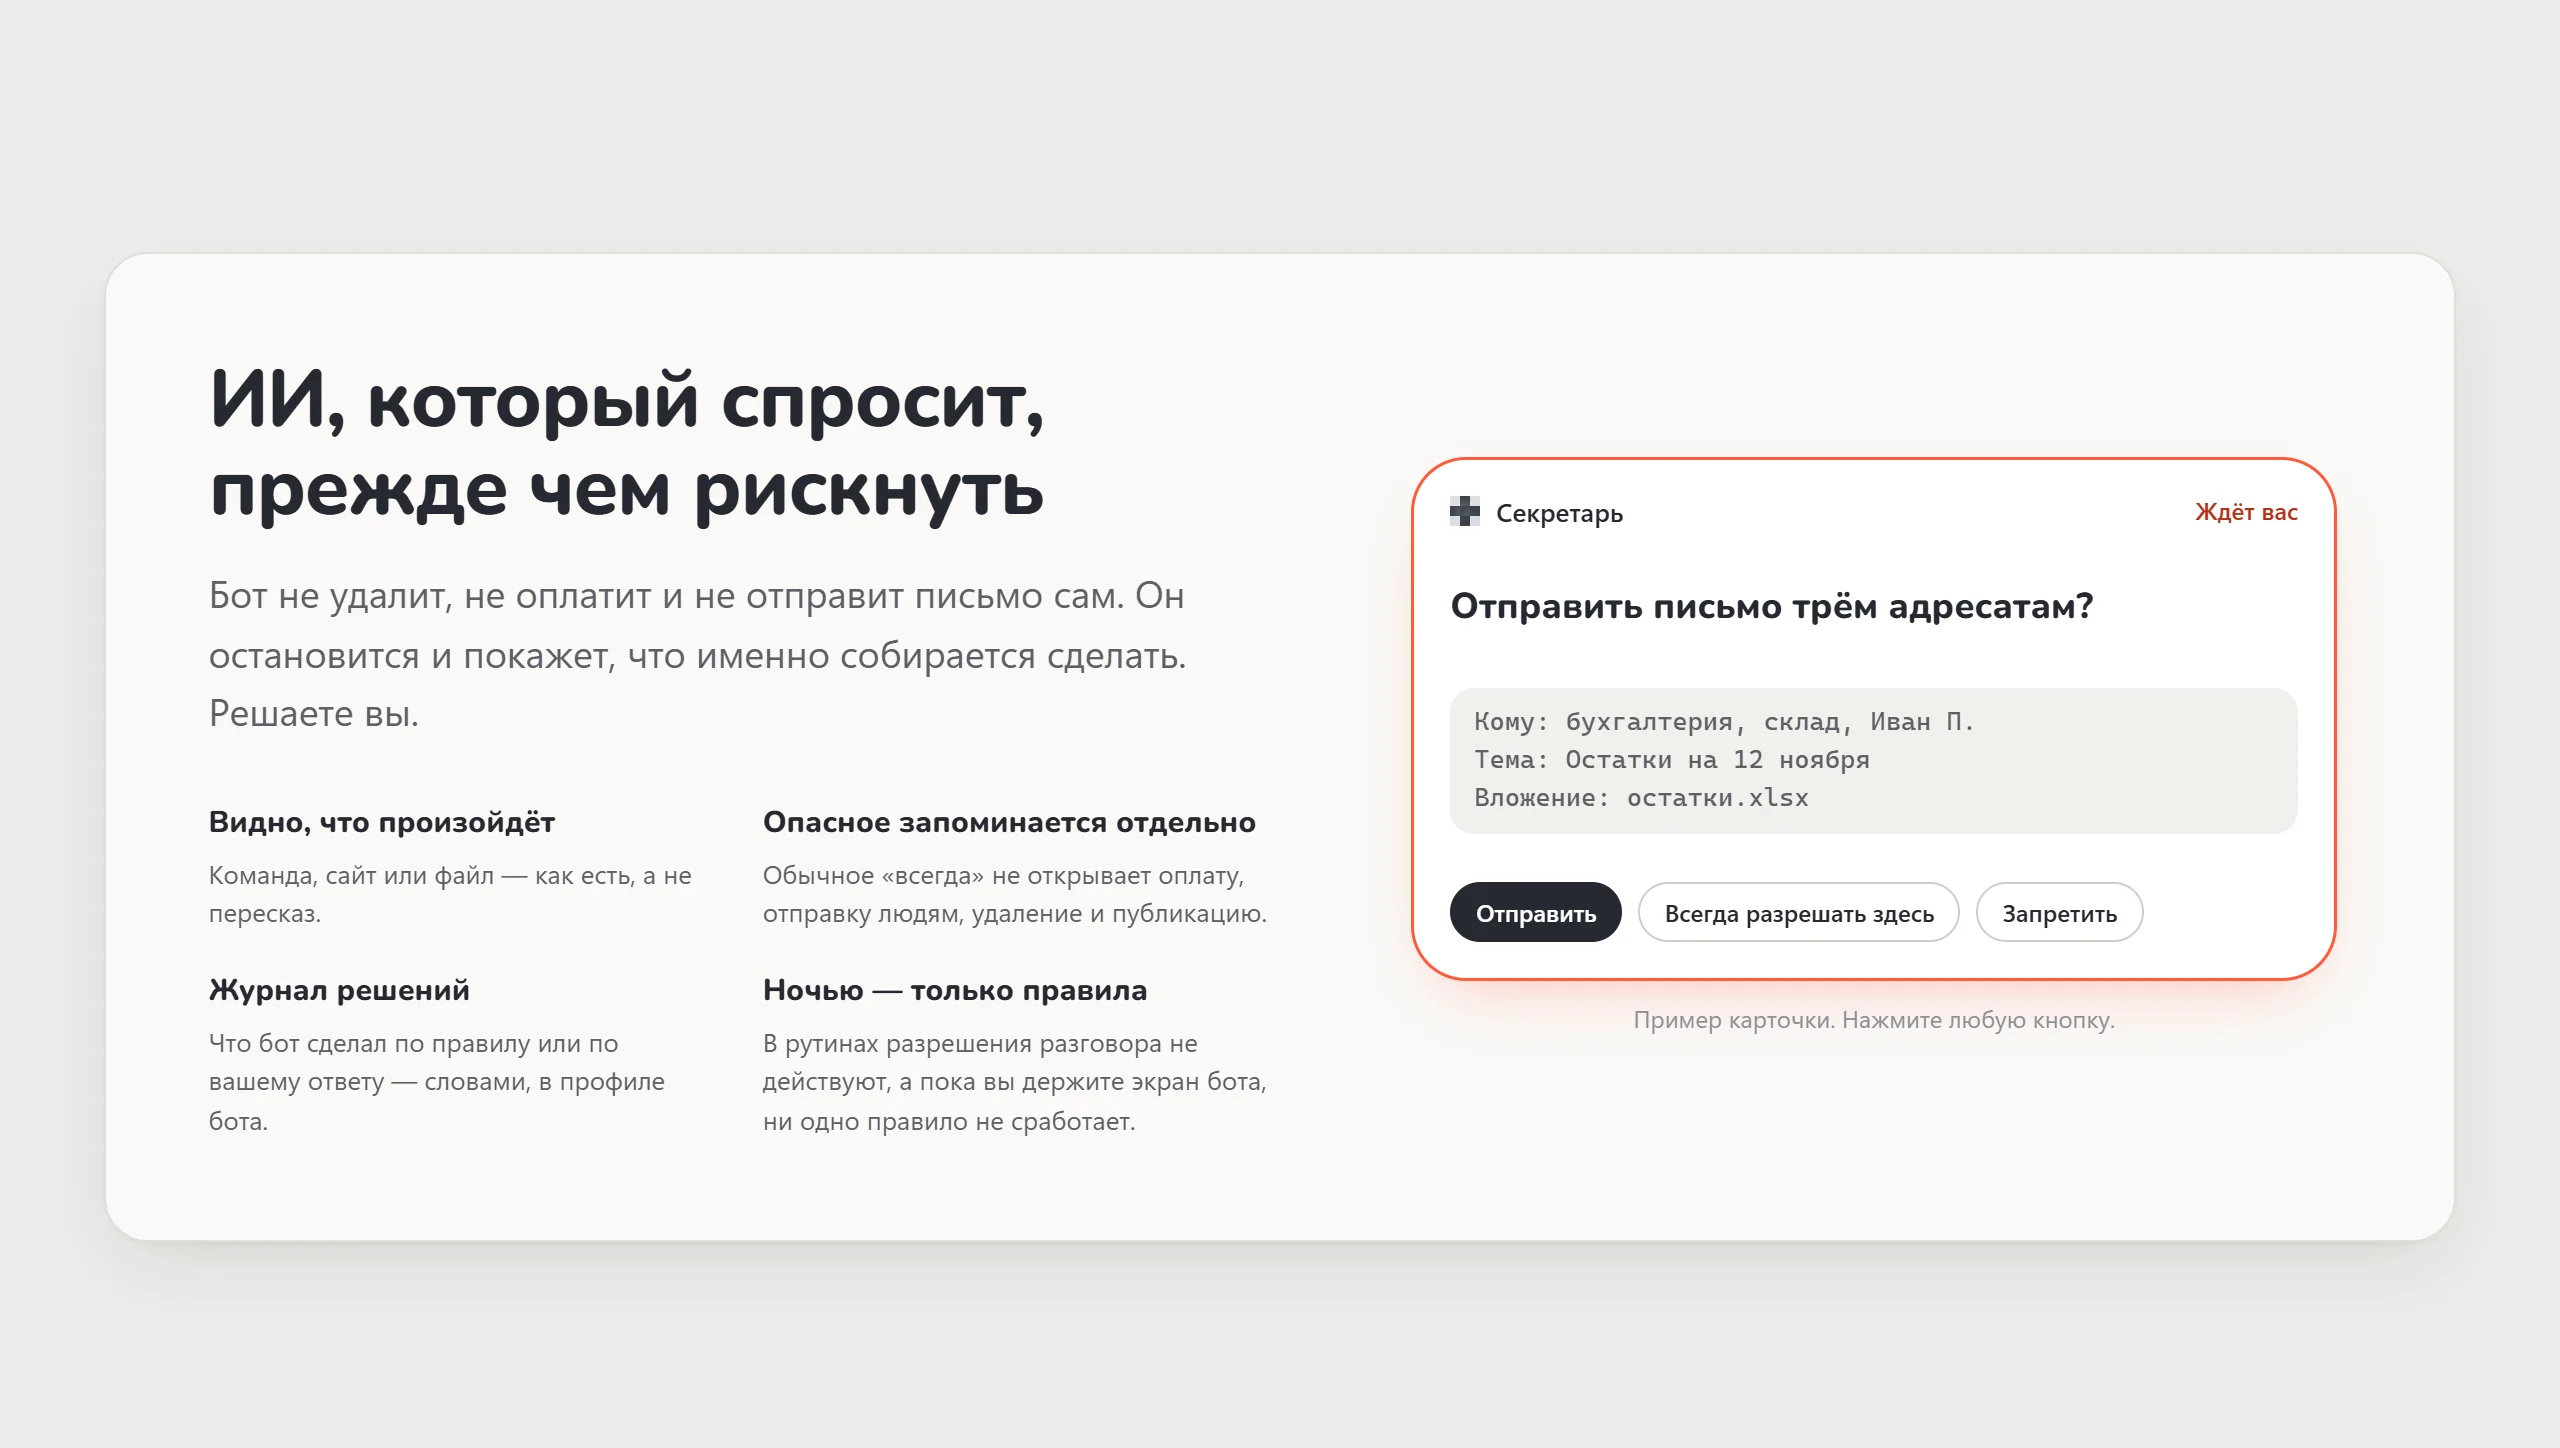 ИИ, который спросит,
прежде чем рискнуть
Бот не удалит, не оплатит и не отправит письмо сам. Он
остановится и покажет, что именно собирается сделать.
Решаете вы.
Видно, что произойдёт
Команда, сайт или файл — как есть, а не
пересказ.
Опасное запоминается отдельно
Обычное «всегда» не открывает оплату,
отправку людям, удаление и публикацию.
Журнал решений
Что бот сделал по правилу или по
вашему ответу — словами, в профиле
бота.
Ночью — только правила
В рутинах разрешения разговора не
действуют, а пока вы держите экран бота,
ни одно правило не сработает.
Секретарь
Ждёт вас
Отправить письмо трём адресатам?
Кому: бухгалтерия, склад, Иван П.
Тема: Остатки на 12 ноября
Вложение: остатки.xlsx
Отправить
Всегда разрешать здесь
Запретить
Пример карточки. Нажмите любую кнопку.